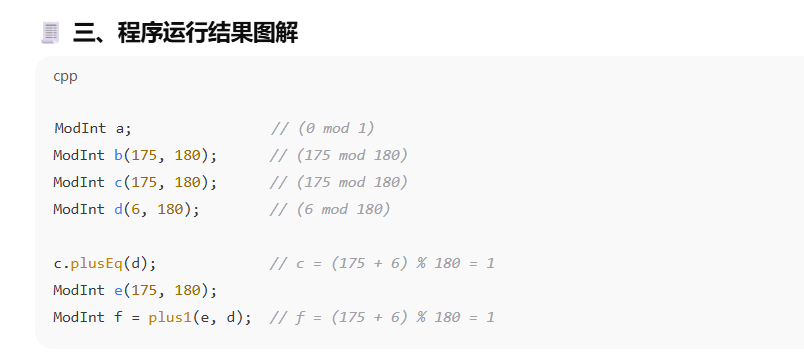 三、程序运行结果图解
cpp
ModInt a;                 // (0 mod 1)
ModInt b(175, 180);      // (175 mod 180)
ModInt c(175, 180);      // (175 mod 180)
ModInt d(6, 180);        // (6 mod 180)
c.plusEq(d);             // c = (175 + 6) % 180 = 1
ModInt e(175, 180);
ModInt f = plus1(e, d);  // f = (175 + 6) % 180 = 1